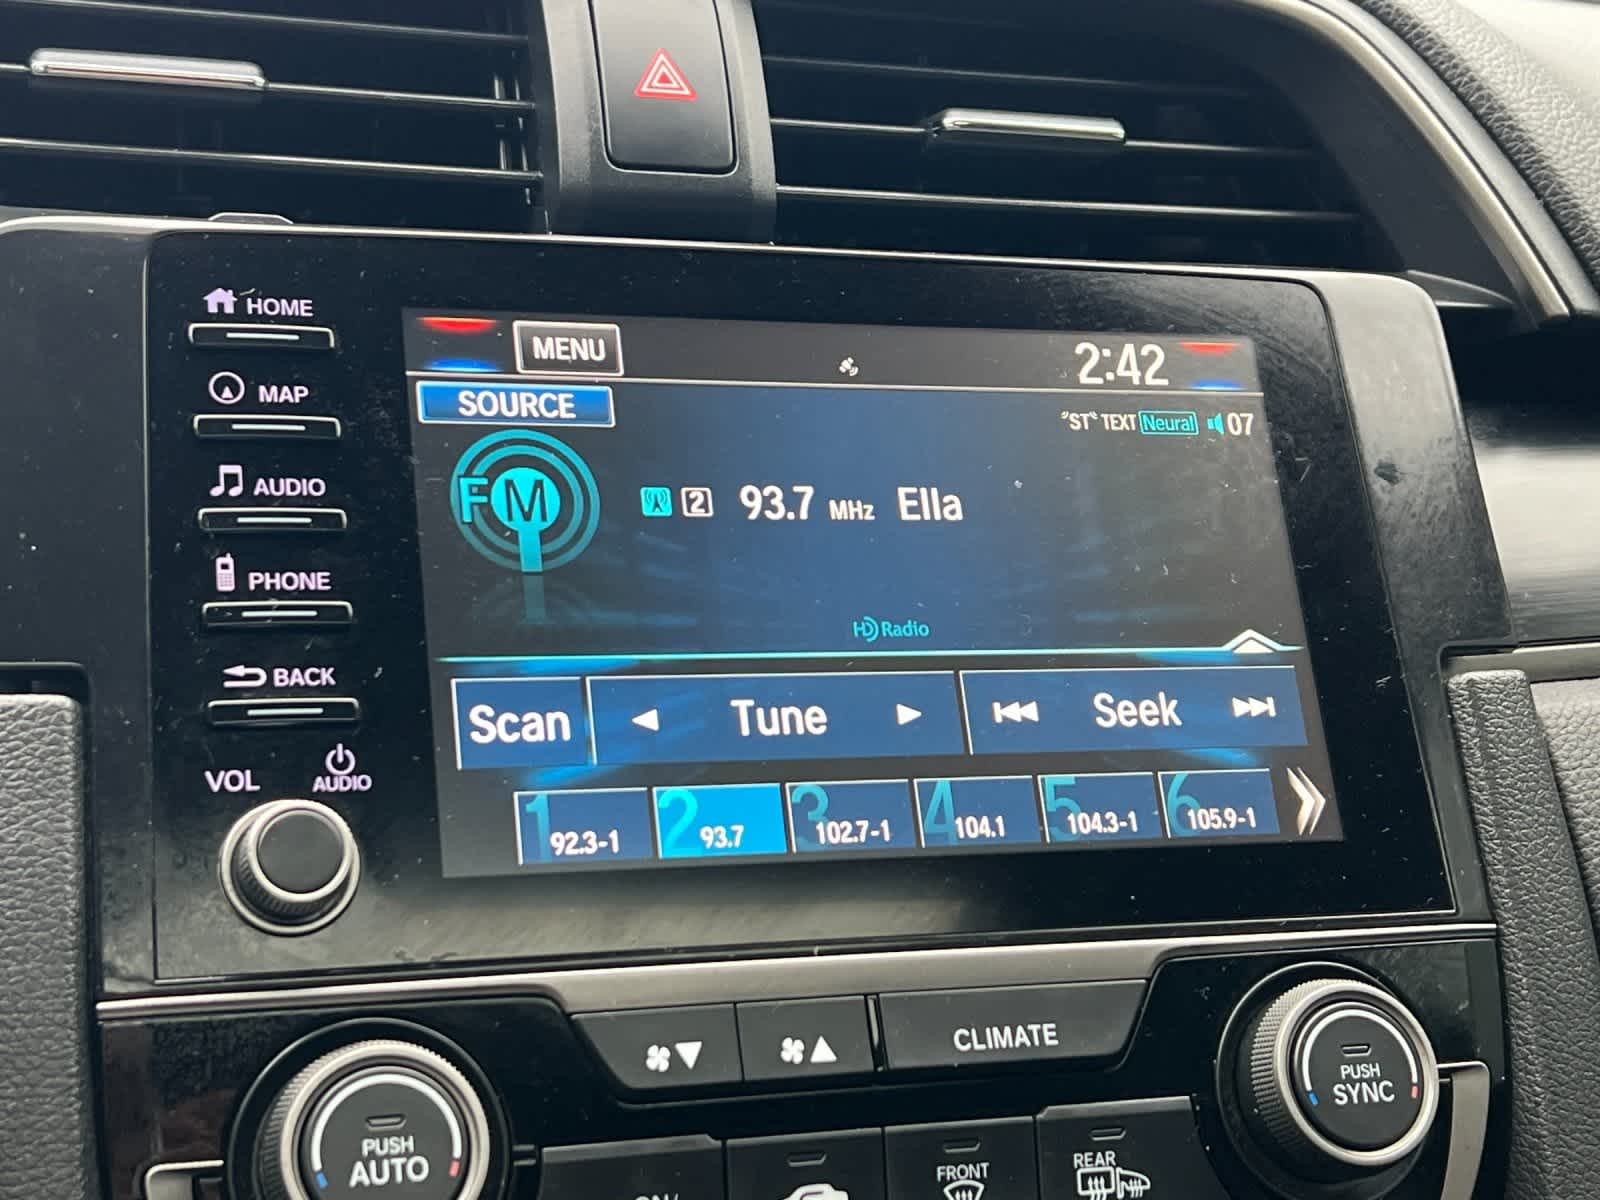 HOME
MENU
2:42
MAP
SOURCE
"ST" TEXT Neural 07
AUDIO
FM
2 93.7 MHz Ella
PHONE
HD Radio
BACK
Scan Tune Seek
VOL AUDIO
1 92.3-1
2 93.7
3 102.7-1
4 104.1
5 104.3-1
6 105.9-1
CLIMATE
PUSH
SYNC
PUSH
AUTO
FRONT
REAR